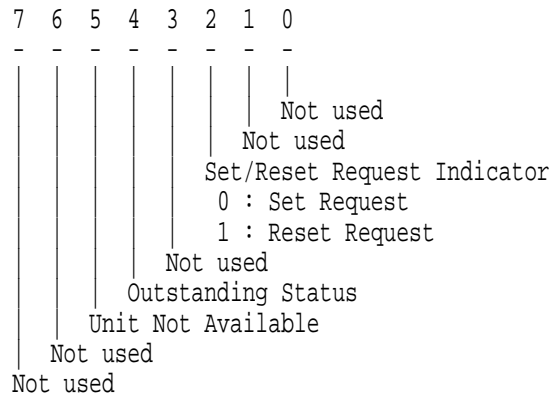 7 6 5 4 3 2 1 0
- - - - - - - -
Not used
Not used
Set/Reset Request Indicator
0 : Set Request
1 : Reset Request
Not used
Outstanding Status
Unit Not Available
Not used
Not used